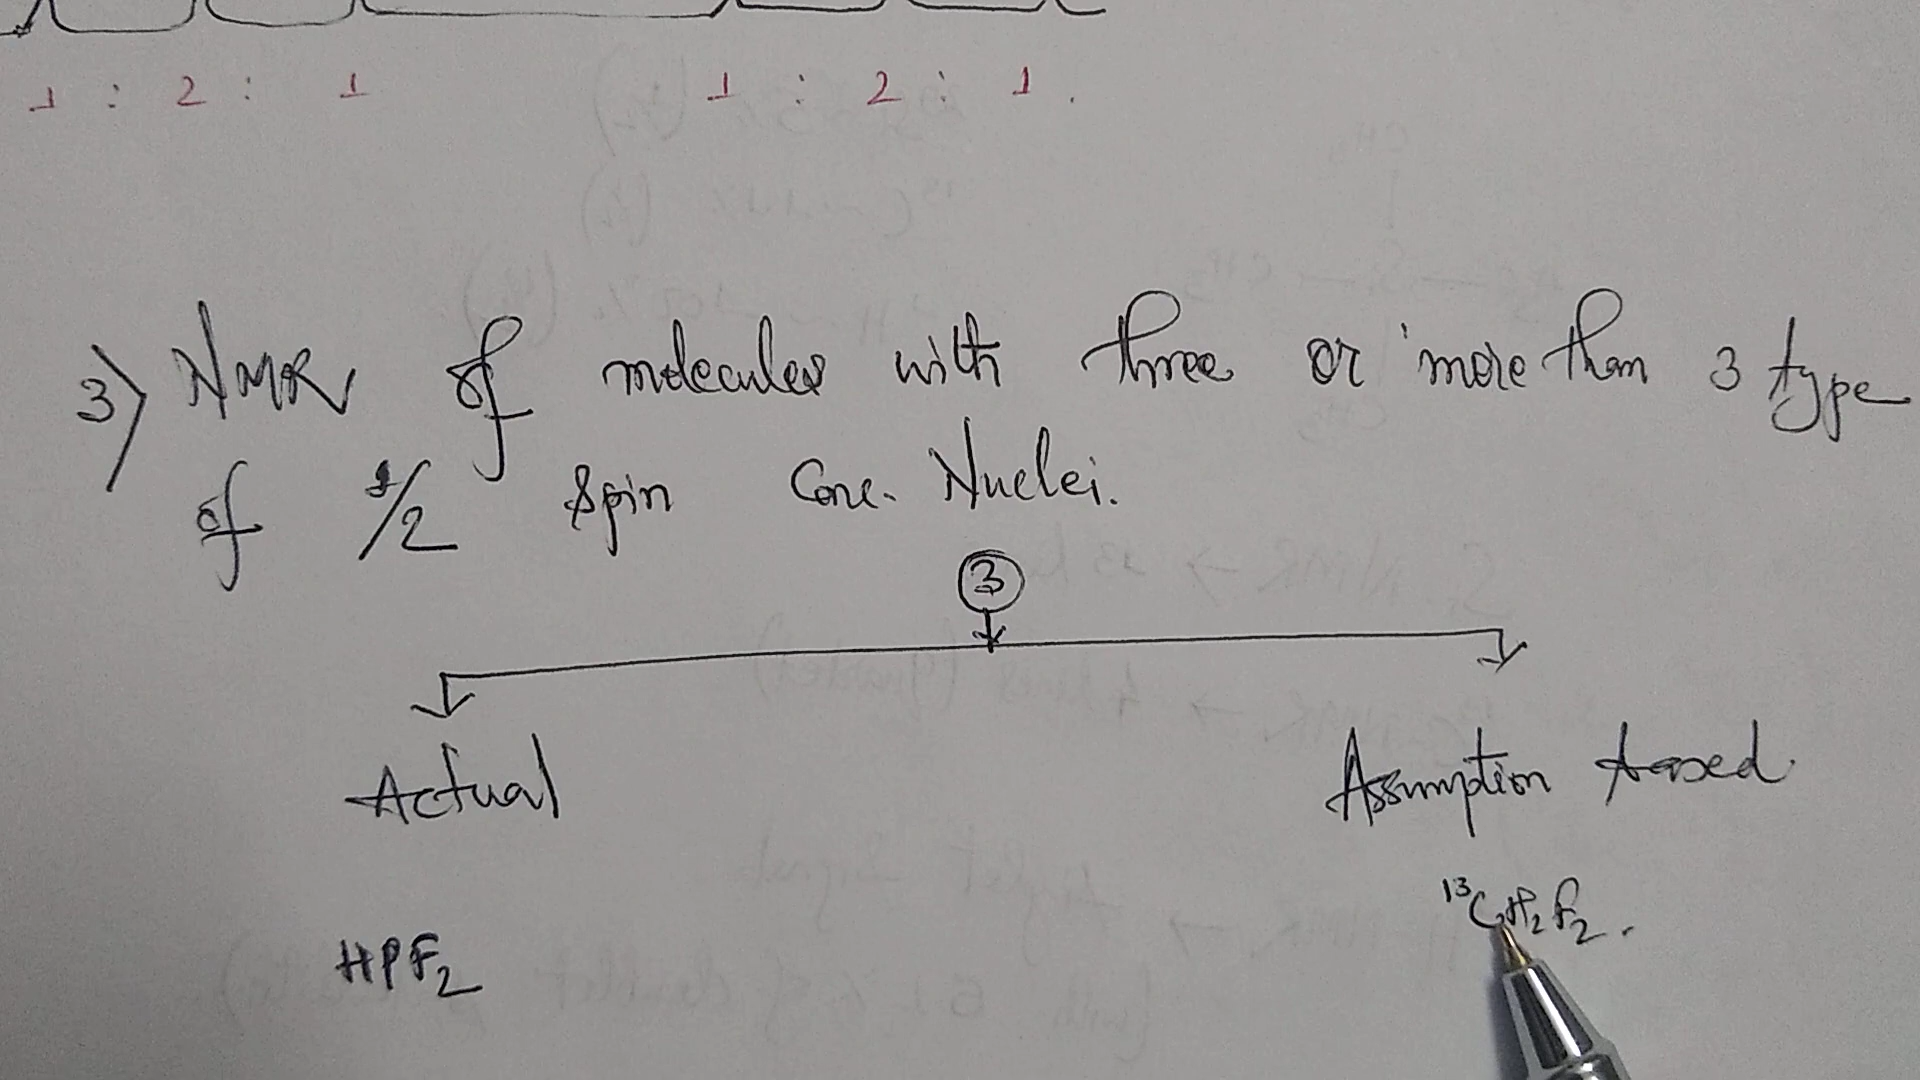 1 : 2 : 1 1 : 2 : 1.
3) NMR of molecules with three or more than 3 type
of 1/2 spin Conc. Nuclei.
3
Actual
Assumption based
¹³CH₂F₂.
HPF₂